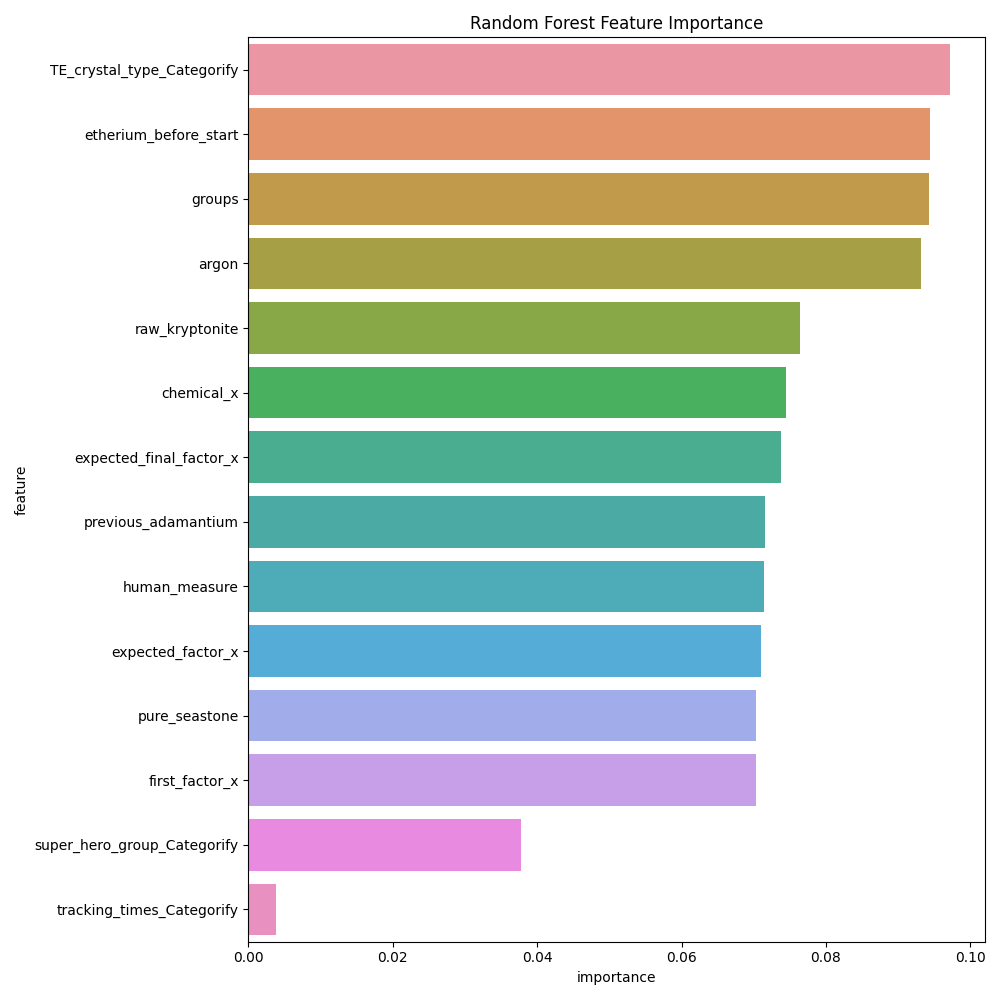 Random Forest Feature Importance
TE_crystal_type_Categorify
etherium_before_start
groups
argon
raw_kryptonite
chemical_x
expected_final_factor_x
previous_adamantium
human_measure
expected_factor_x
pure_seastone
first_factor_x
super_hero_group_Categorify
tracking_times_Categorify
feature
0.00 0.02 0.04 0.06 0.08 0.10
importance